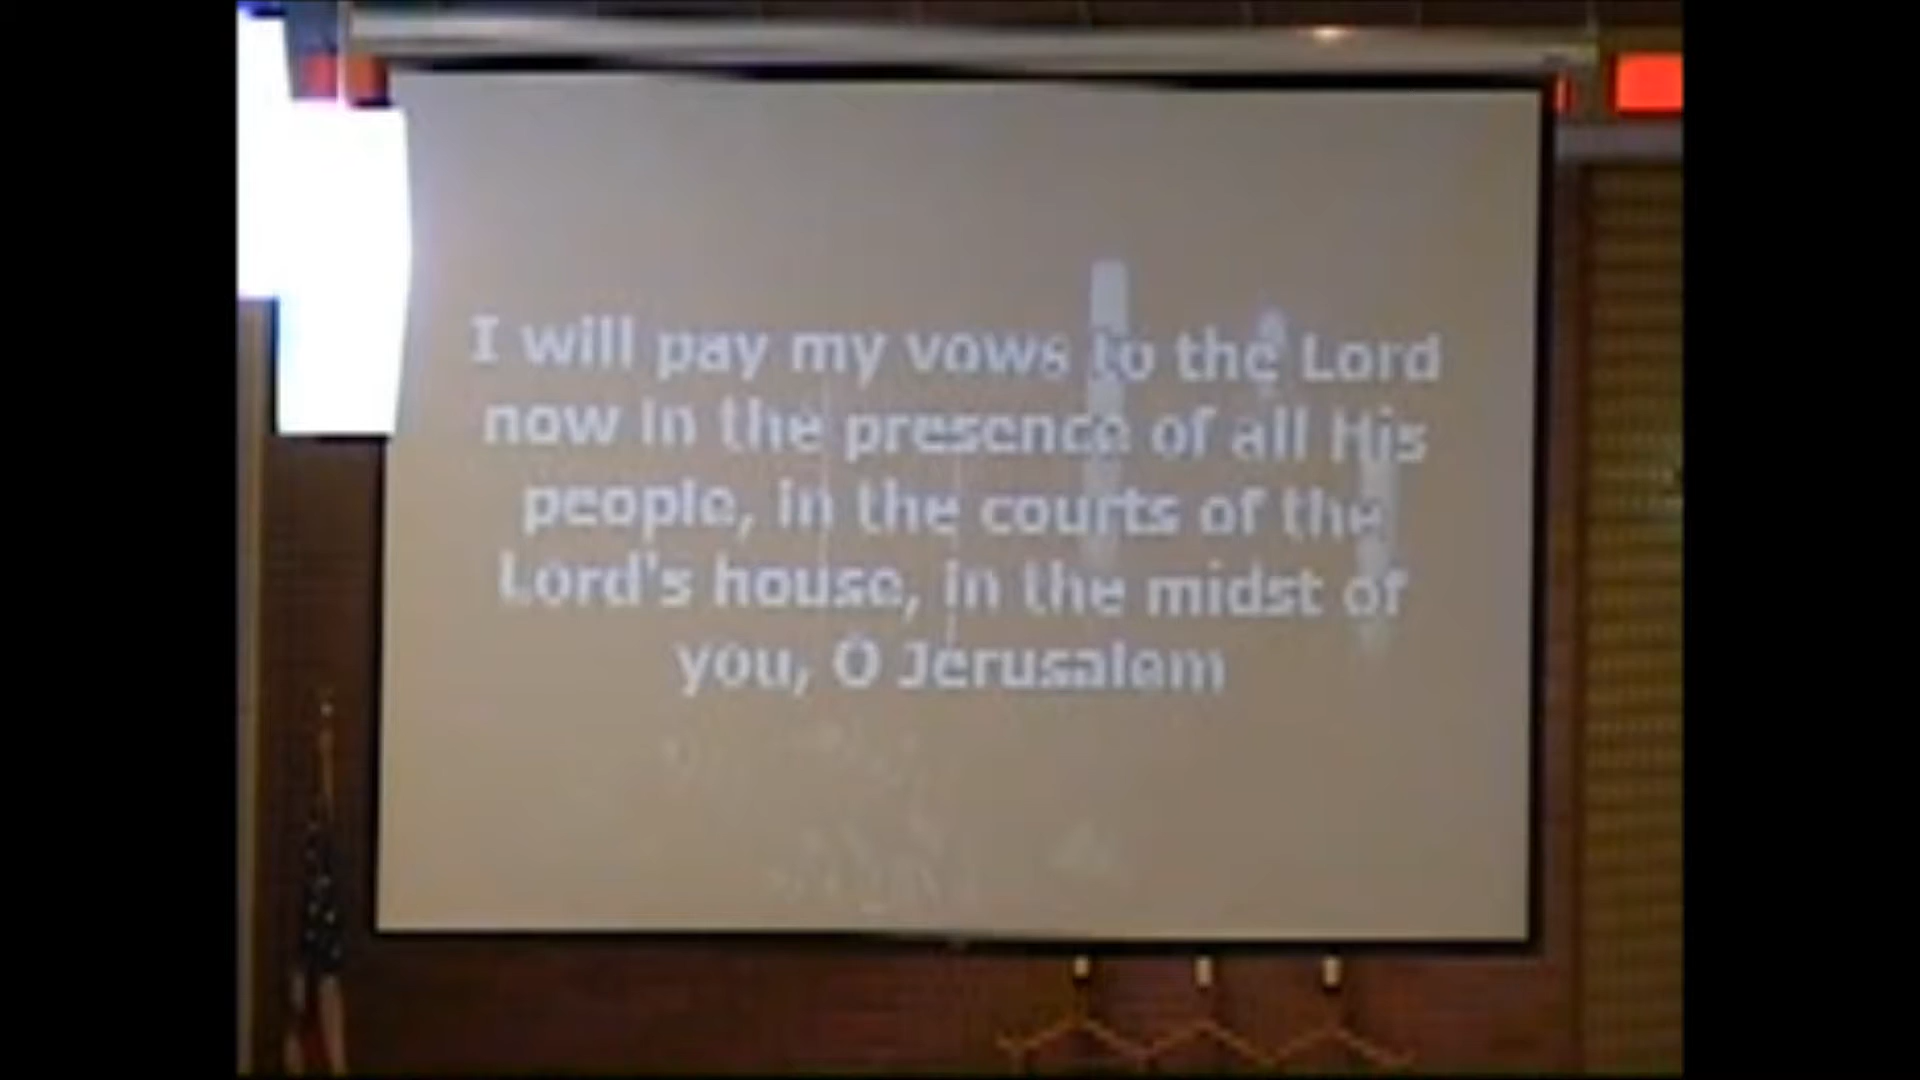 I will pay my vows to the Lord
now in the presence of all His
people, in the courts of the
Lord's house, in the midst of
you, O Jerusalem